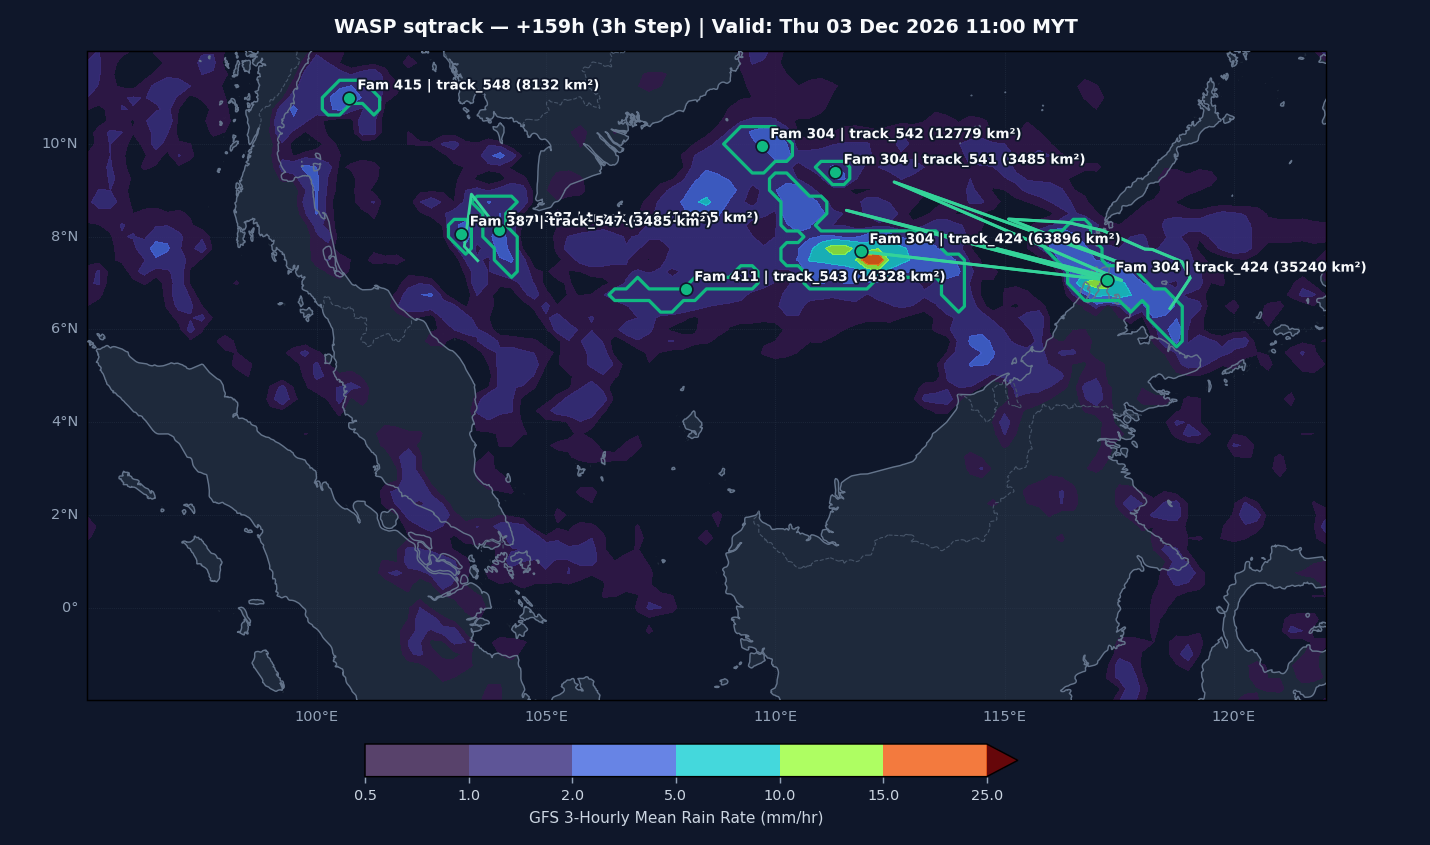 WASP sqtrack — +159h (3h Step) | Valid: Thu 03 Dec 2026 11:00 MYT
Fam 415 | track_548 (8132 km²)
Fam 304 | track_542 (12779 km²)
Fam 304 | track_541 (3485 km²)
Fam 387 | track_547 (3485 km²)
Fam 304 | track_424 (63896 km²)
Fam 304 | track_424 (35240 km²)
Fam 411 | track_543 (14328 km²)
10°N
8°N
6°N
4°N
2°N
0°
100°E
105°E
110°E
115°E
120°E
0.5
1.0
2.0
5.0
10.0
15.0
25.0
GFS 3-Hourly Mean Rain Rate (mm/hr)